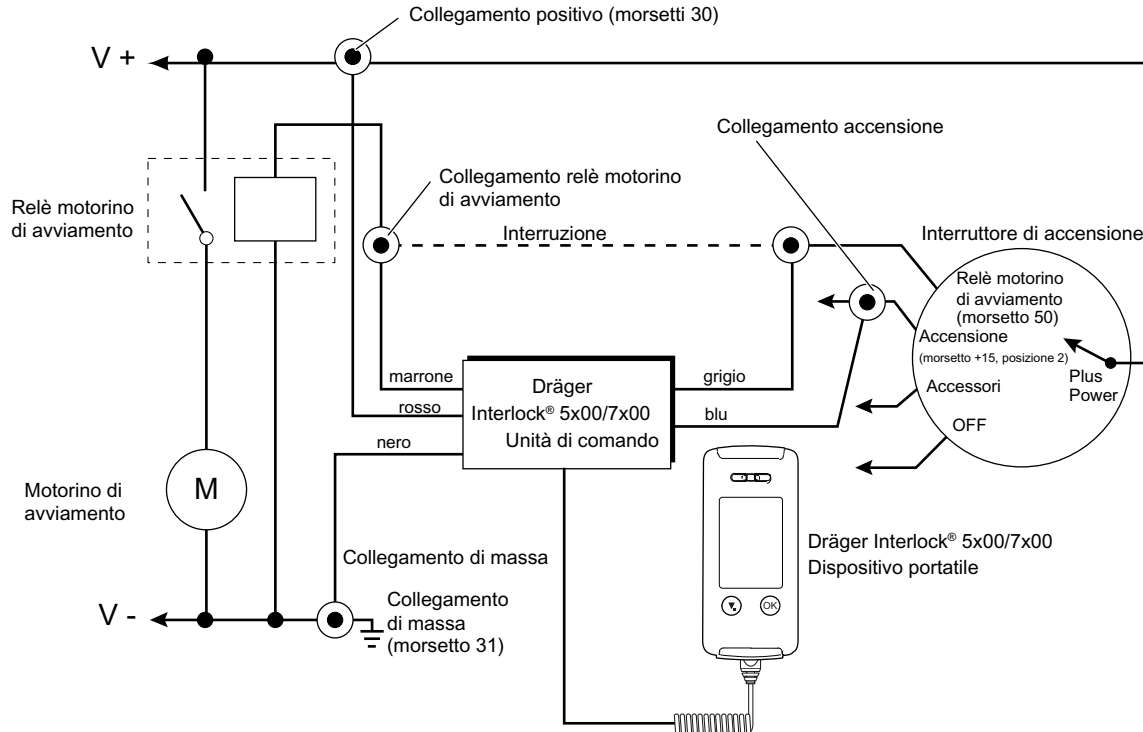 Collegamento positivo (morsetti 30)
V +
Collegamento accensione
Collegamento relè motorino
di avviamento
Relè motorino
di avviamento
Interruzione
Interruttore di accensione
Relè motorino
di avviamento
(morsetto 50)
Accensione
(morsetto +15, posizione 2)
Accessori
Plus
Power
OFF
marrone
rosso
nero
Dräger
Interlock® 5x00/7x00
Unità di comando
grigio
blu
M
Motorino di
avviamento
Collegamento di massa
V -
Collegamento
di massa
(morsetto 31)
OK
Dräger Interlock® 5x00/7x00
Dispositivo portatile